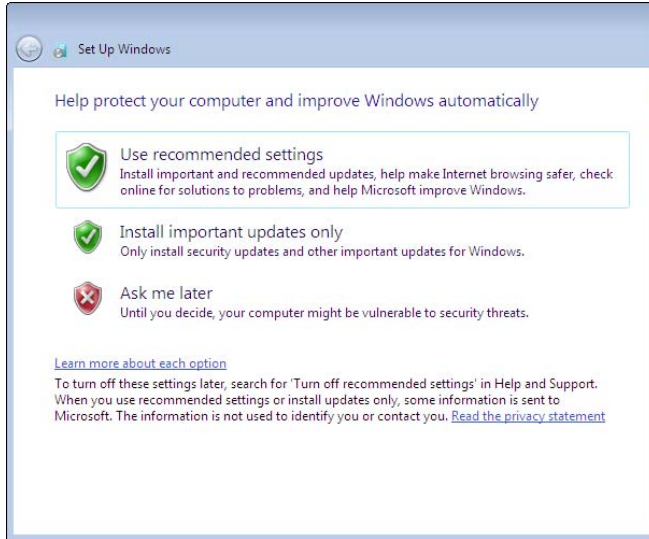 Set Up Windows
Help protect your computer and improve Windows automatically
Use recommended settings
Install important and recommended updates, help make Internet browsing safer, check
online for solutions to problems, and help Microsoft improve Windows.
Install important updates only
Only install security updates and other important updates for Windows.
Ask me later
Until you decide, your computer might be vulnerable to security threats.
Learn more about each option
To turn off these settings later, search for 'Turn off recommended settings' in Help and Support.
When you use recommended settings or install updates only, some information is sent to
Microsoft. The information is not used to identify you or contact you. Read the privacy statement